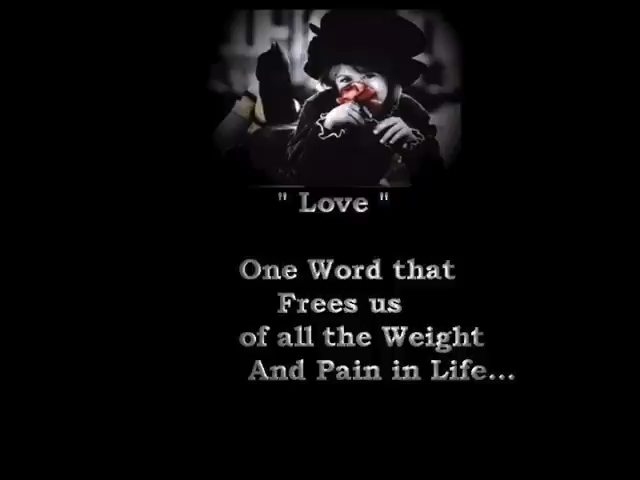 " Love "
One Word that
Frees us
of all the Weight
And Pain in Life...